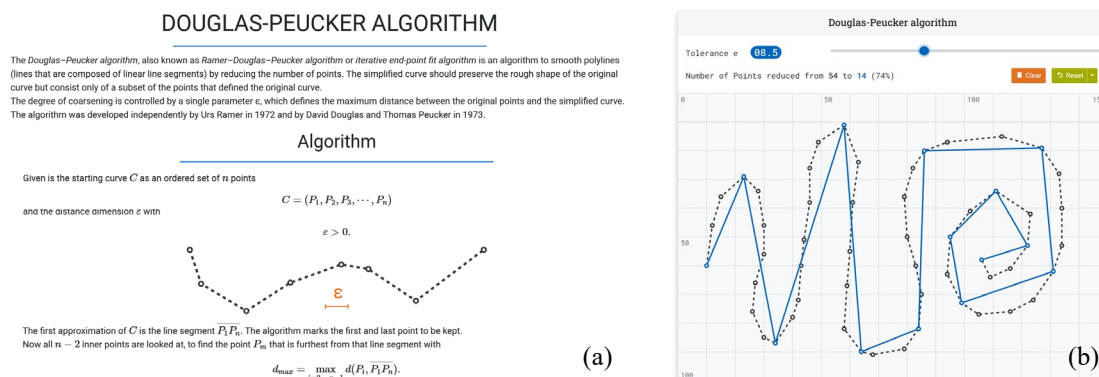 DOUGLAS-PEUCKER ALGORITHM
The Douglas–Peucker algorithm, also known as Ramer–Douglas–Peucker algorithm or iterative end-point fit algorithm is an algorithm to smooth polylines
(lines that are composed of linear line segments) by reducing the number of points. The simplified curve should preserve the rough shape of the original
curve but consist only of a subset of the points that defined the original curve.
The degree of coarsening is controlled by a single parameter ε, which defines the maximum distance between the original points and the simplified curve.
The algorithm was developed independently by Urs Ramer in 1972 and by David Douglas and Thomas Peucker in 1973.
Algorithm
Given is the starting curve C as an ordered set of n points
C = (P₁, P₂, P₃, ⋯, Pₙ)
and the distance dimension ε with
ε > 0.
ε
The first approximation of C is the line segment P₁Pₙ. The algorithm marks the first and last point to be kept.
Now all n − 2 inner points are looked at, to find the point Pₘ that is furthest from that line segment with
dₘₐₓ = max d(Pᵢ, P₁Pₙ).
(a)
Douglas-Peucker algorithm
Tolerance e 08.5
Number of Points reduced from 54 to 14 (74%)
Clear Reset
0 50 100 15
50
100
(b)